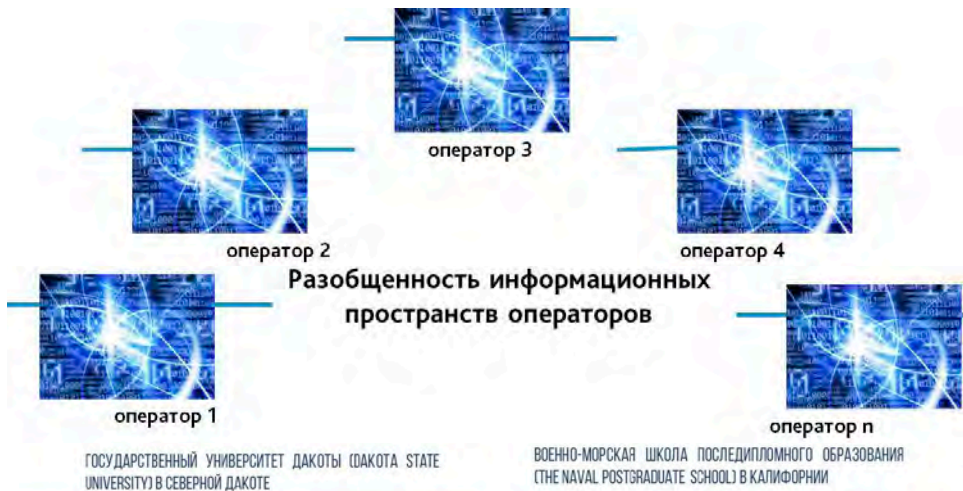 оператор 3
оператор 2
оператор 4
Разобщенность информационных
пространств операторов
оператор 1
оператор n
ГОСУДАРСТВЕННЫЙ УНИВЕРСИТЕТ ДАКОТЫ (DAKOTA STATE
UNIVERSITY) В СЕВЕРНОЙ ДАКОТЕ
ВОЕННО-МОРСКАЯ ШКОЛА ПОСЛЕДИПЛОМНОГО ОБРАЗОВАНИЯ
(THE NAVAL POSTGRADUATE SCHOOL) В КАЛИФОРНИИ